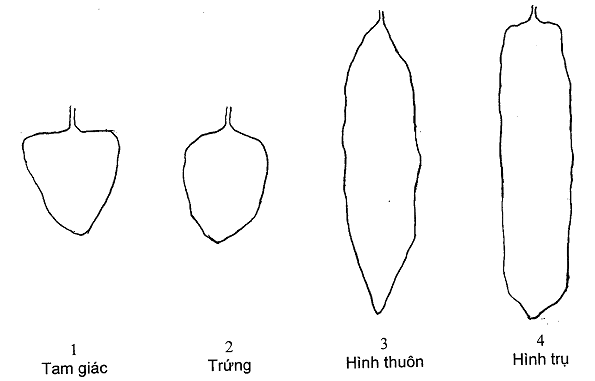 1
Tam giác
2
Trứng
3
Hình thuôn
4
Hình trụ